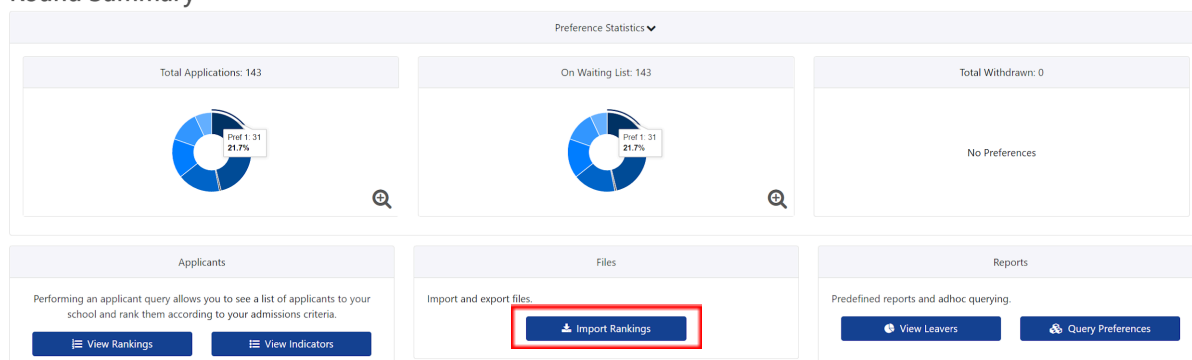 Round Summary
Preference Statistics
Total Applications: 143
Pref 1: 31
21.7%
On Waiting List: 143
Pref 1: 31
21.7%
Total Withdrawn: 0
No Preferences
Applicants
Performing an applicant query allows you to see a list of applicants to your
school and rank them according to your admissions criteria.
View Rankings
View Indicators
Files
Import and export files.
Import Rankings
Reports
Predefined reports and adhoc querying.
View Leavers
Query Preferences